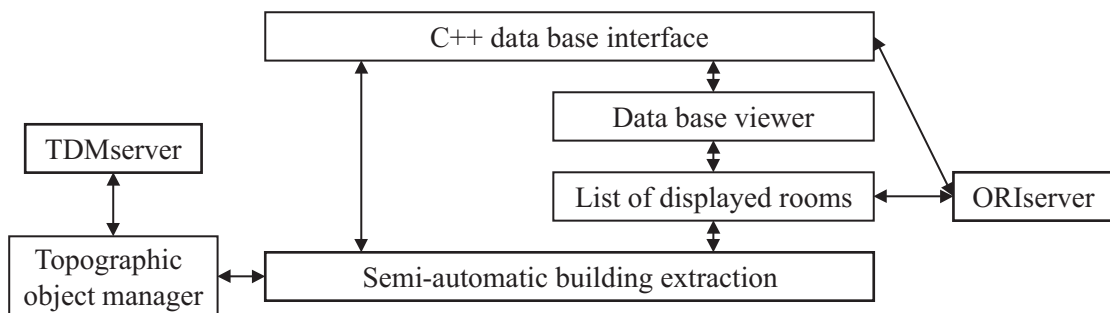 C++ data base interface
Data base viewer
TDMserver
List of displayed rooms
ORIserver
Topographic
object manager
Semi-automatic building extraction